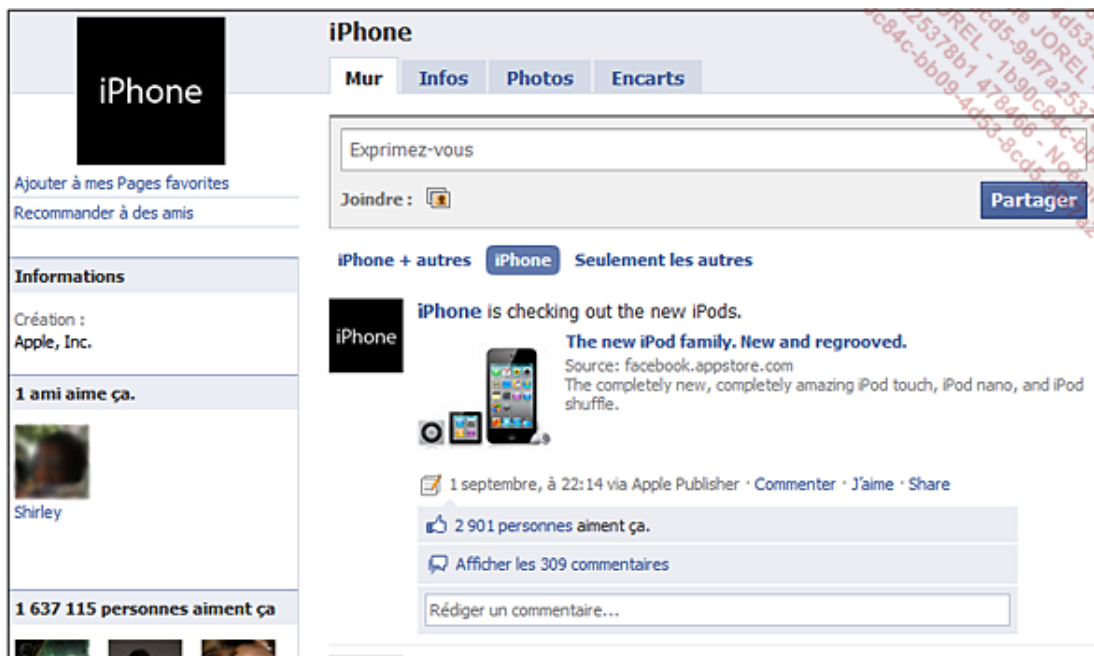 iPhone
Ajouter à mes Pages favorites
Recommander à des amis
Informations
Création :
Apple, Inc.
1 ami aime ça.
Shirley
1 637 115 personnes aiment ça
iPhone
Mur Infos Photos Encarts
Exprimez-vous
Joindre :
Partager
iPhone + autres iPhone Seulement les autres
iPhone
iPhone is checking out the new iPods.
The new iPod family. New and regrooved.
Source: facebook.appstore.com
The completely new, completely amazing iPod touch, iPod nano, and iPod
shuffle.
1 septembre, à 22:14 via Apple Publisher · Commenter · J'aime · Share
2 901 personnes aiment ça.
Afficher les 309 commentaires
Rédiger un commentaire...